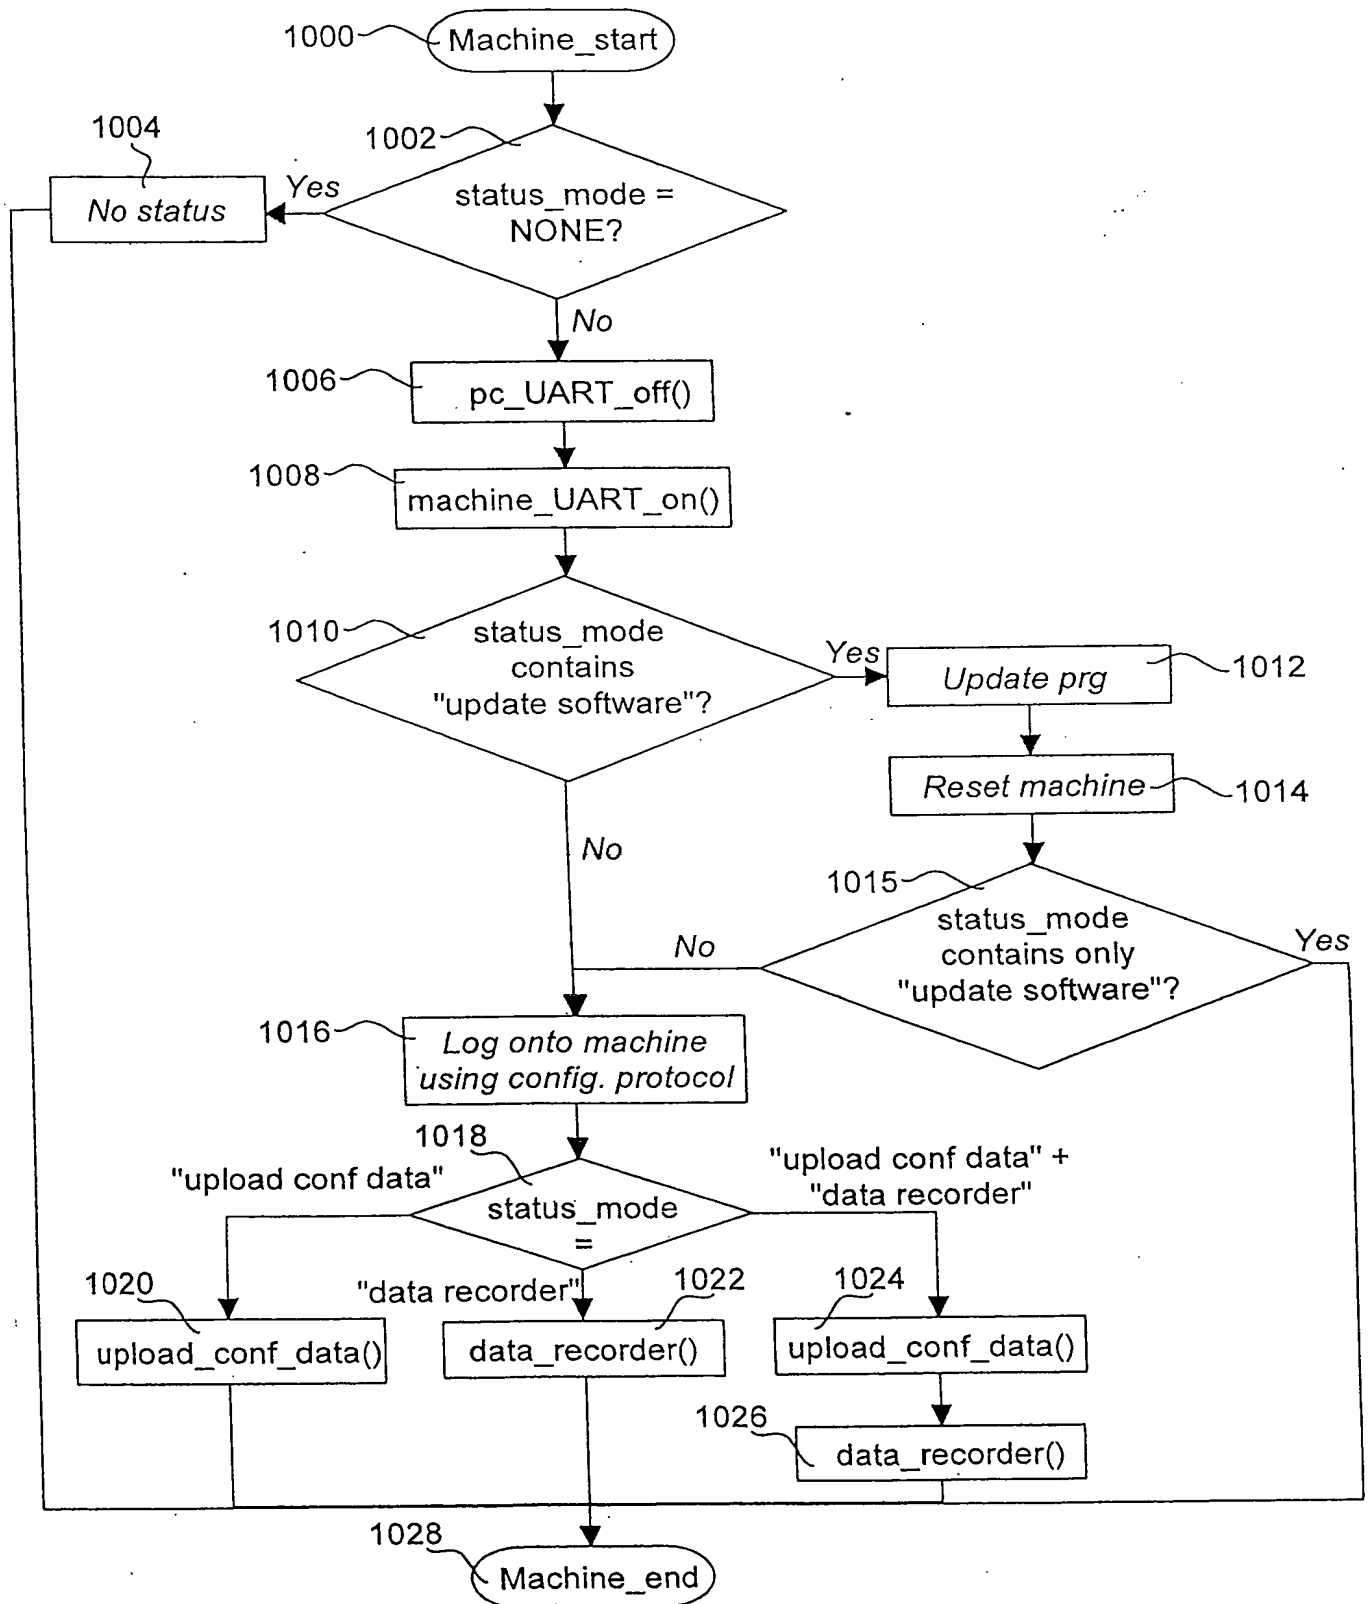 1000
Machine_start
1004
1002
No status
Yes
status_mode =
NONE?
No
1006
pc_UART_off()
1008
machine_UART_on()
1010
status_mode
contains
"update software"?
Yes
Update prg
1012
Reset machine
1014
No
1015
status_mode
contains only
"update software"?
No
Yes
1016
Log onto machine
using config. protocol
1018
"upload conf data"
status_mode
=
"upload conf data" +
"data recorder"
1020
"data recorder"
1022
1024
upload_conf_data()
data_recorder()
upload_conf_data()
1026
data_recorder()
1028
Machine_end